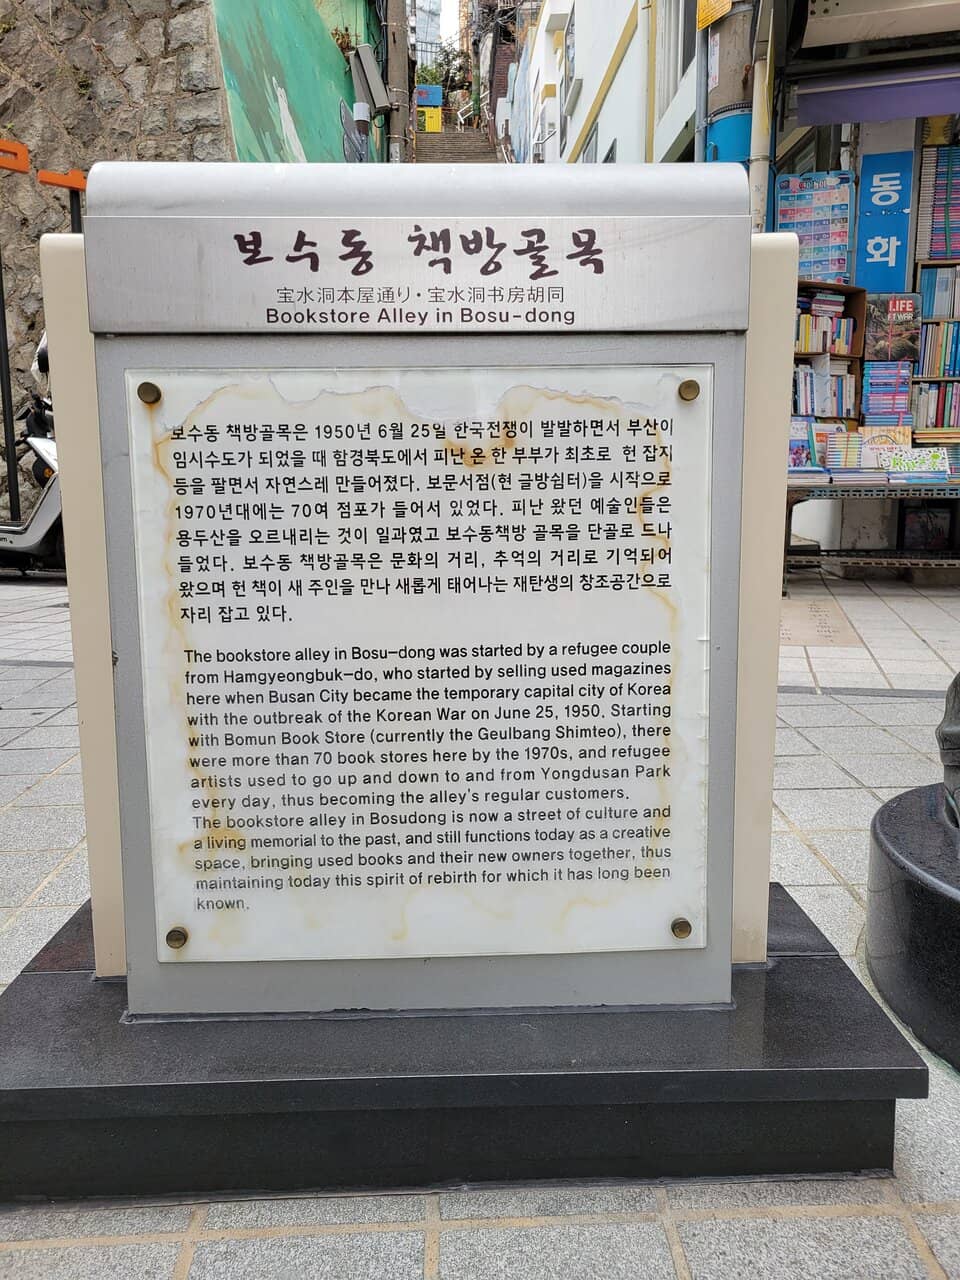 보수동 책방골목
宝水洞本屋通り・宝水洞书房胡同
Bookstore Alley in Bosu-dong
보수동 책방골목은 1950년 6월 25일 한국전쟁이 발발하면서 부산이
임시수도가 되었을 때 함경북도에서 피난 온 한 부부가 최초로 헌 잡지
등을 팔면서 자연스레 만들어졌다. 보문서점(현 글방쉼터)을 시작으로
1970년대에는 70여 점포가 들어서 있었다. 피난 왔던 예술인들은
용두산을 오르내리는 것이 일과였고 보수동책방 골목을 단골로 드나
들었다. 보수동 책방골목은 문화의 거리, 추억의 거리로 기억되어
왔으며 헌 책이 새 주인을 만나 새롭게 태어나는 재탄생의 창조공간으로
자리 잡고 있다.
The bookstore alley in Bosu-dong was started by a refugee couple
from Hamgyeongbuk-do, who started by selling used magazines
here when Busan City became the temporary capital city of Korea
with the outbreak of the Korean War on June 25, 1950. Starting
with Bomun Book Store (currently the Geulbang Shimteo), there
were more than 70 book stores here by the 1970s, and refugee
artists used to go up and down to and from Yongdusan Park
every day, thus becoming the alley's regular customers.
The bookstore alley in Bosudong is now a street of culture and
a living memorial to the past, and still functions today as a creative
space, bringing used books and their new owners together, thus
maintaining today this spirit of rebirth for which it has long been
known.
동화
LIFE
AT WAR